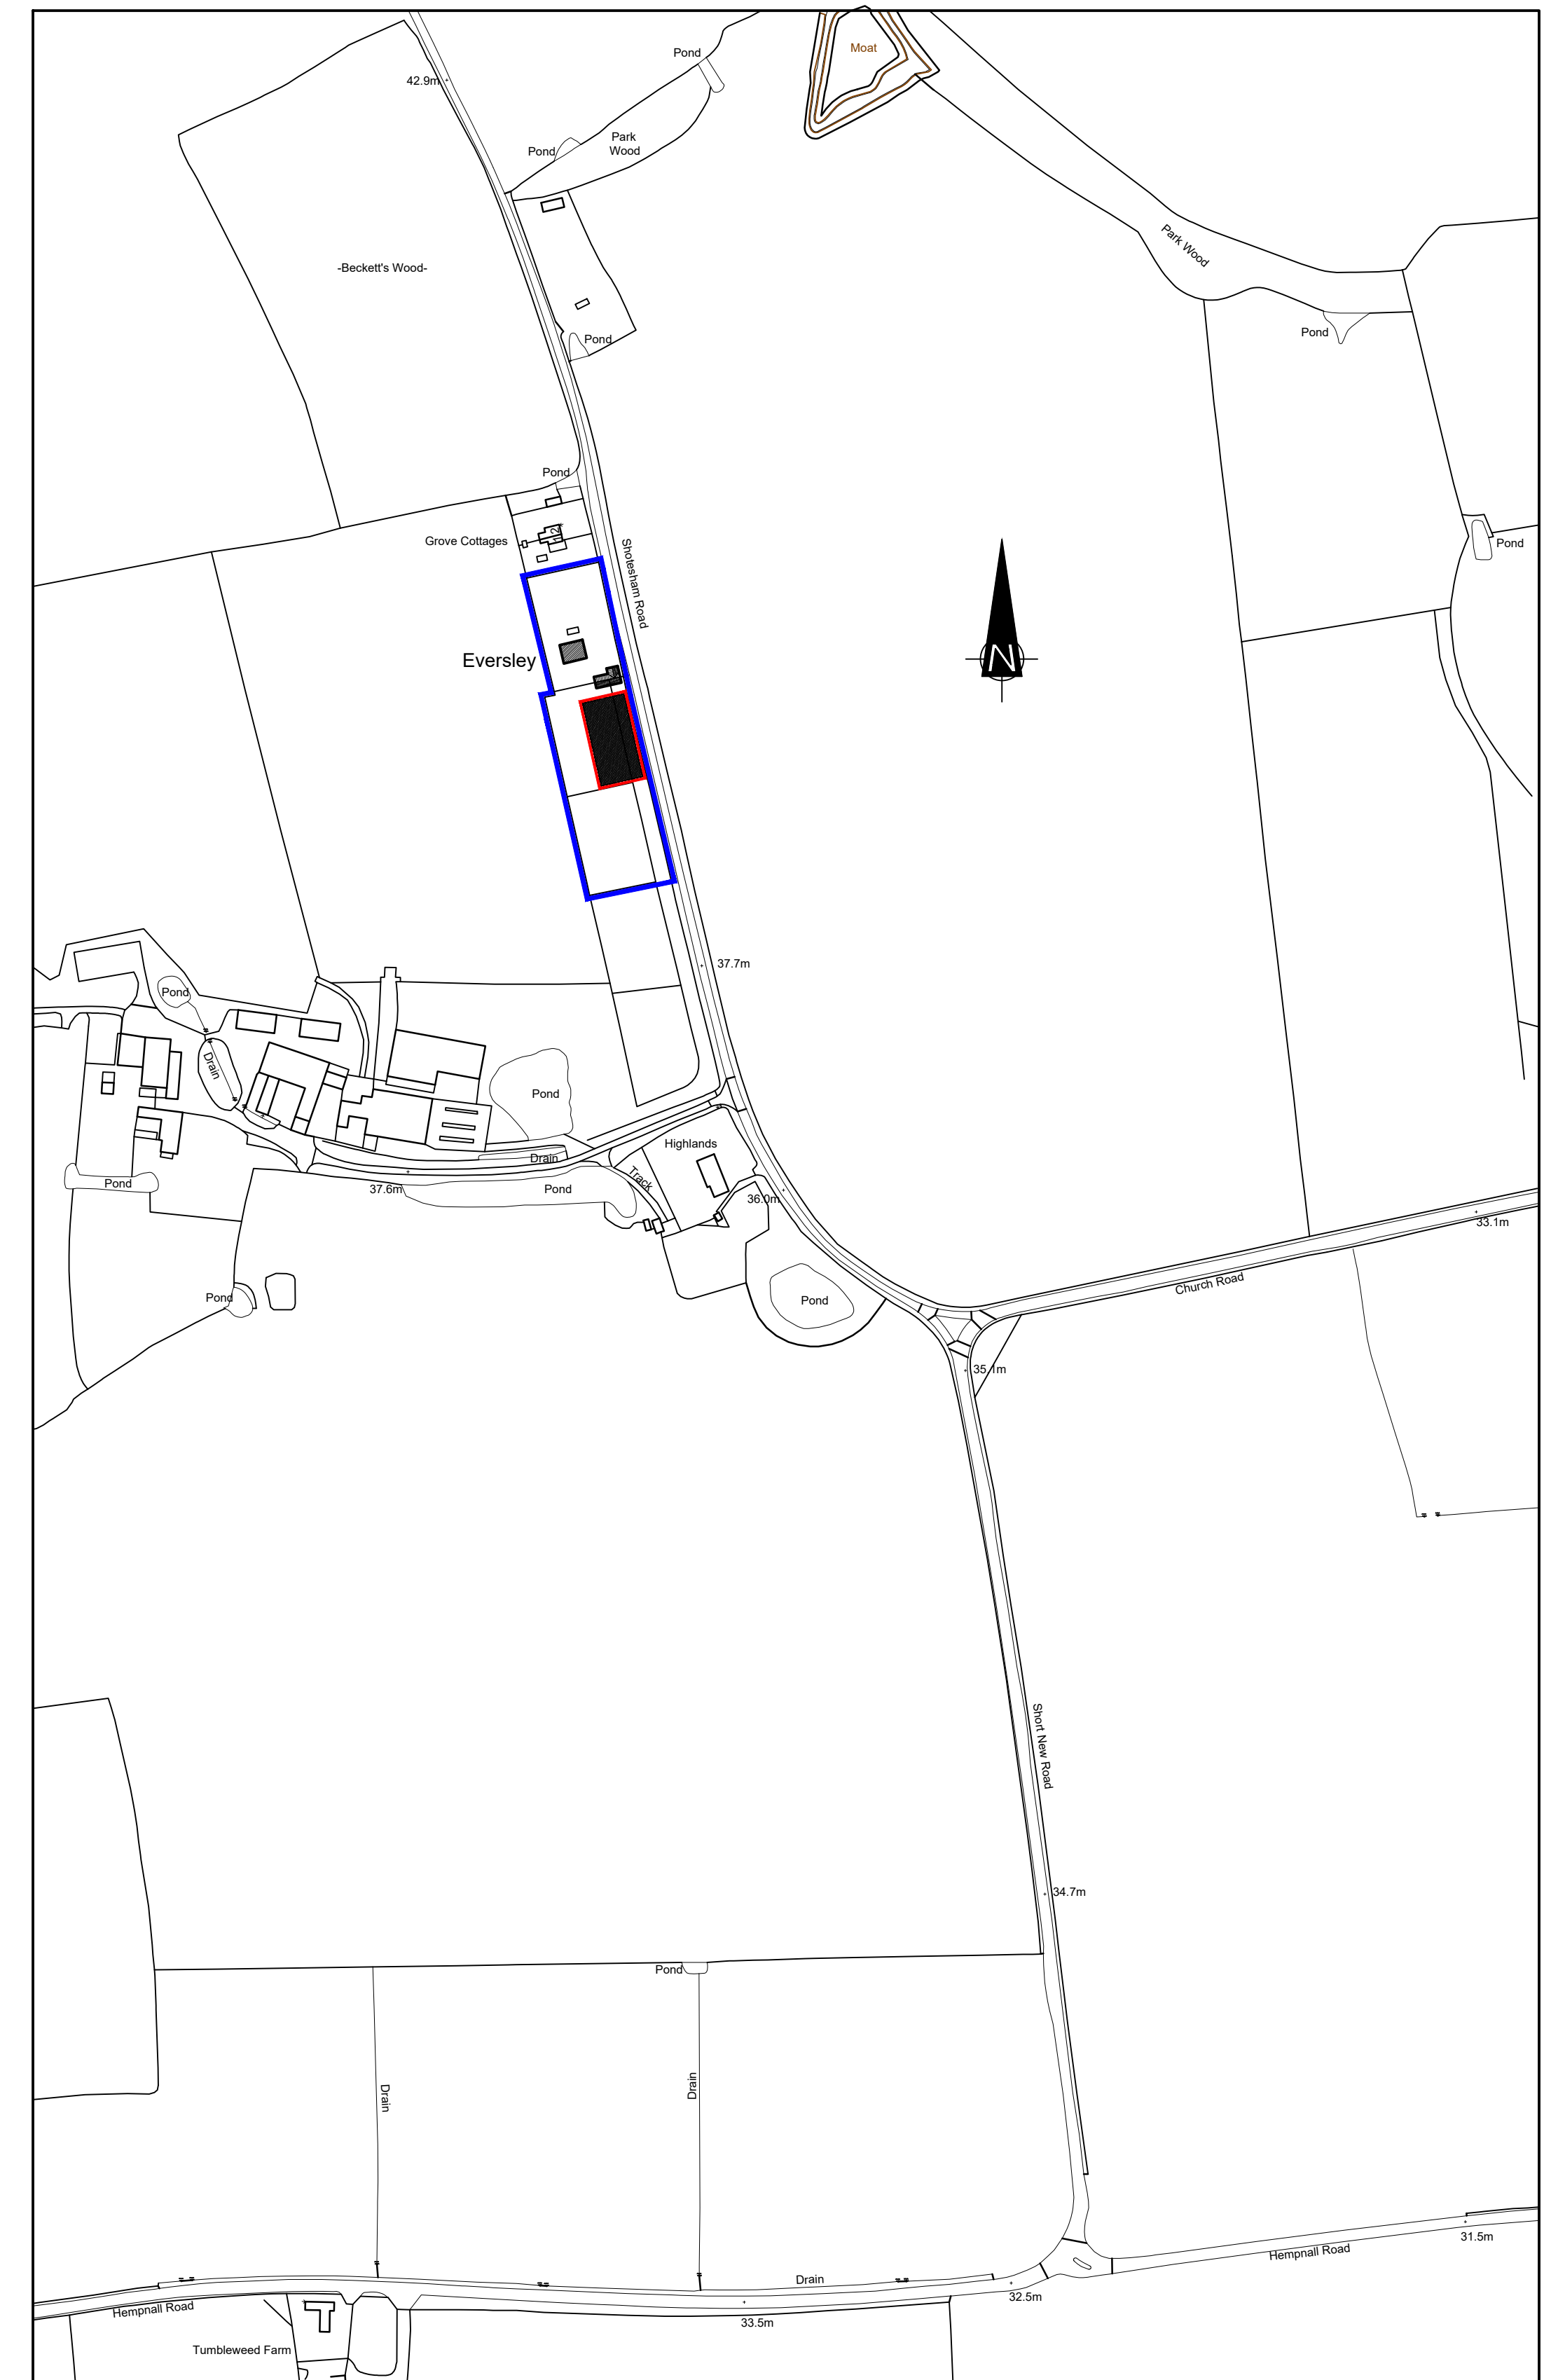 Moat
Pond
42.9m
Park
Wood
Pond
Park Wood
-Beckett's Wood-
Pond
Pond
Pond
Grove Cottages
Shotesham Road
Pond
N
Eversley
37.7m
Pond
Drain
Pond
Highlands
Drain
Track
Pond
Pond
37.6m
36.0m
33.1m
Church Road
Pond
Pond
35.1m
Short New Road
34.7m
Pond
Drain
Drain
Hempnall Road
31.5m
Drain
32.5m
Hempnall Road
33.5m
Tumbleweed Farm